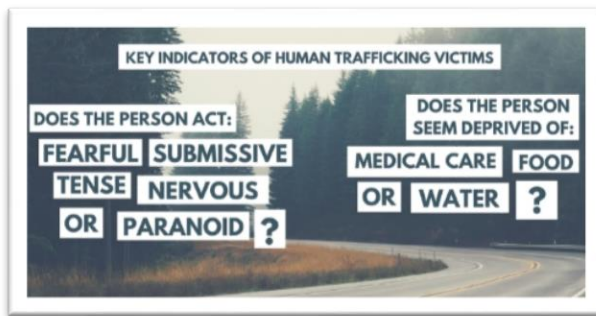 KEY INDICATORS OF HUMAN TRAFFICKING VICTIMS
DOES THE PERSON ACT:
FEARFUL SUBMISSIVE
TENSE NERVOUS
OR PARANOID ?
DOES THE PERSON
SEEM DEPRIVED OF:
MEDICAL CARE FOOD
OR WATER ?